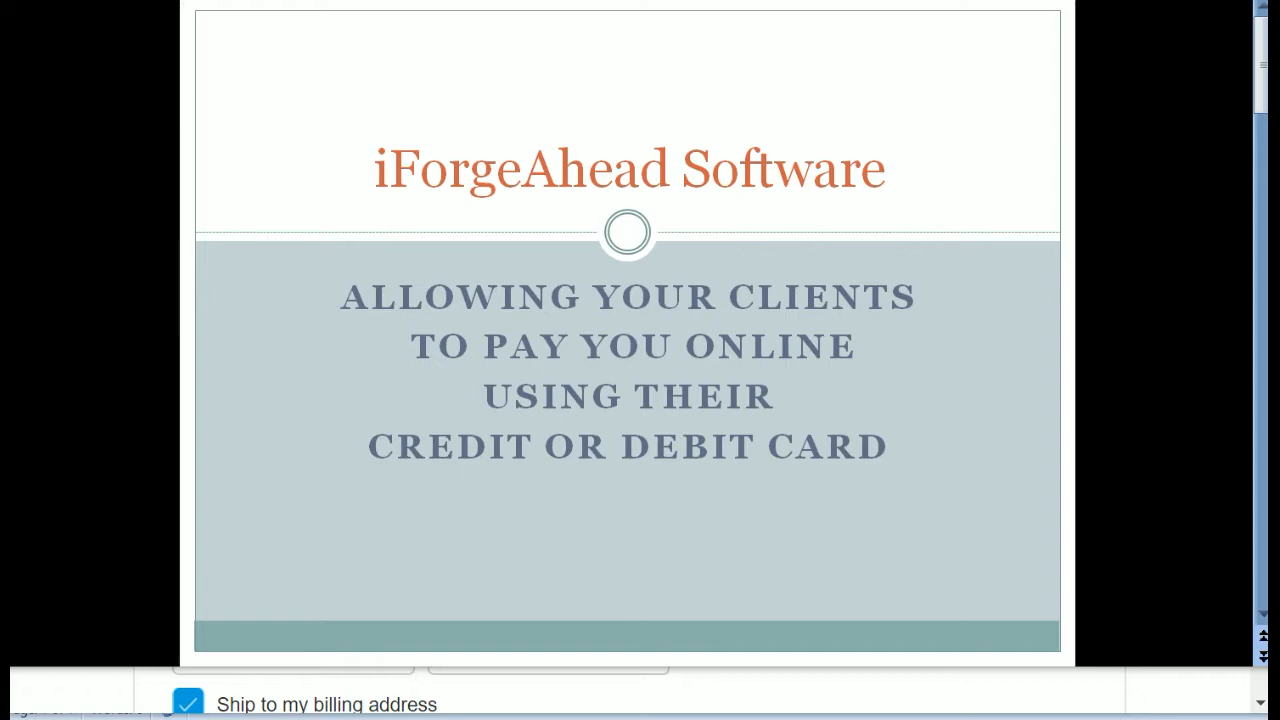 iForgeAhead Software
ALLOWING YOUR CLIENTS
TO PAY YOU ONLINE
USING THEIR
CREDIT OR DEBIT CARD
Ship to my billing address